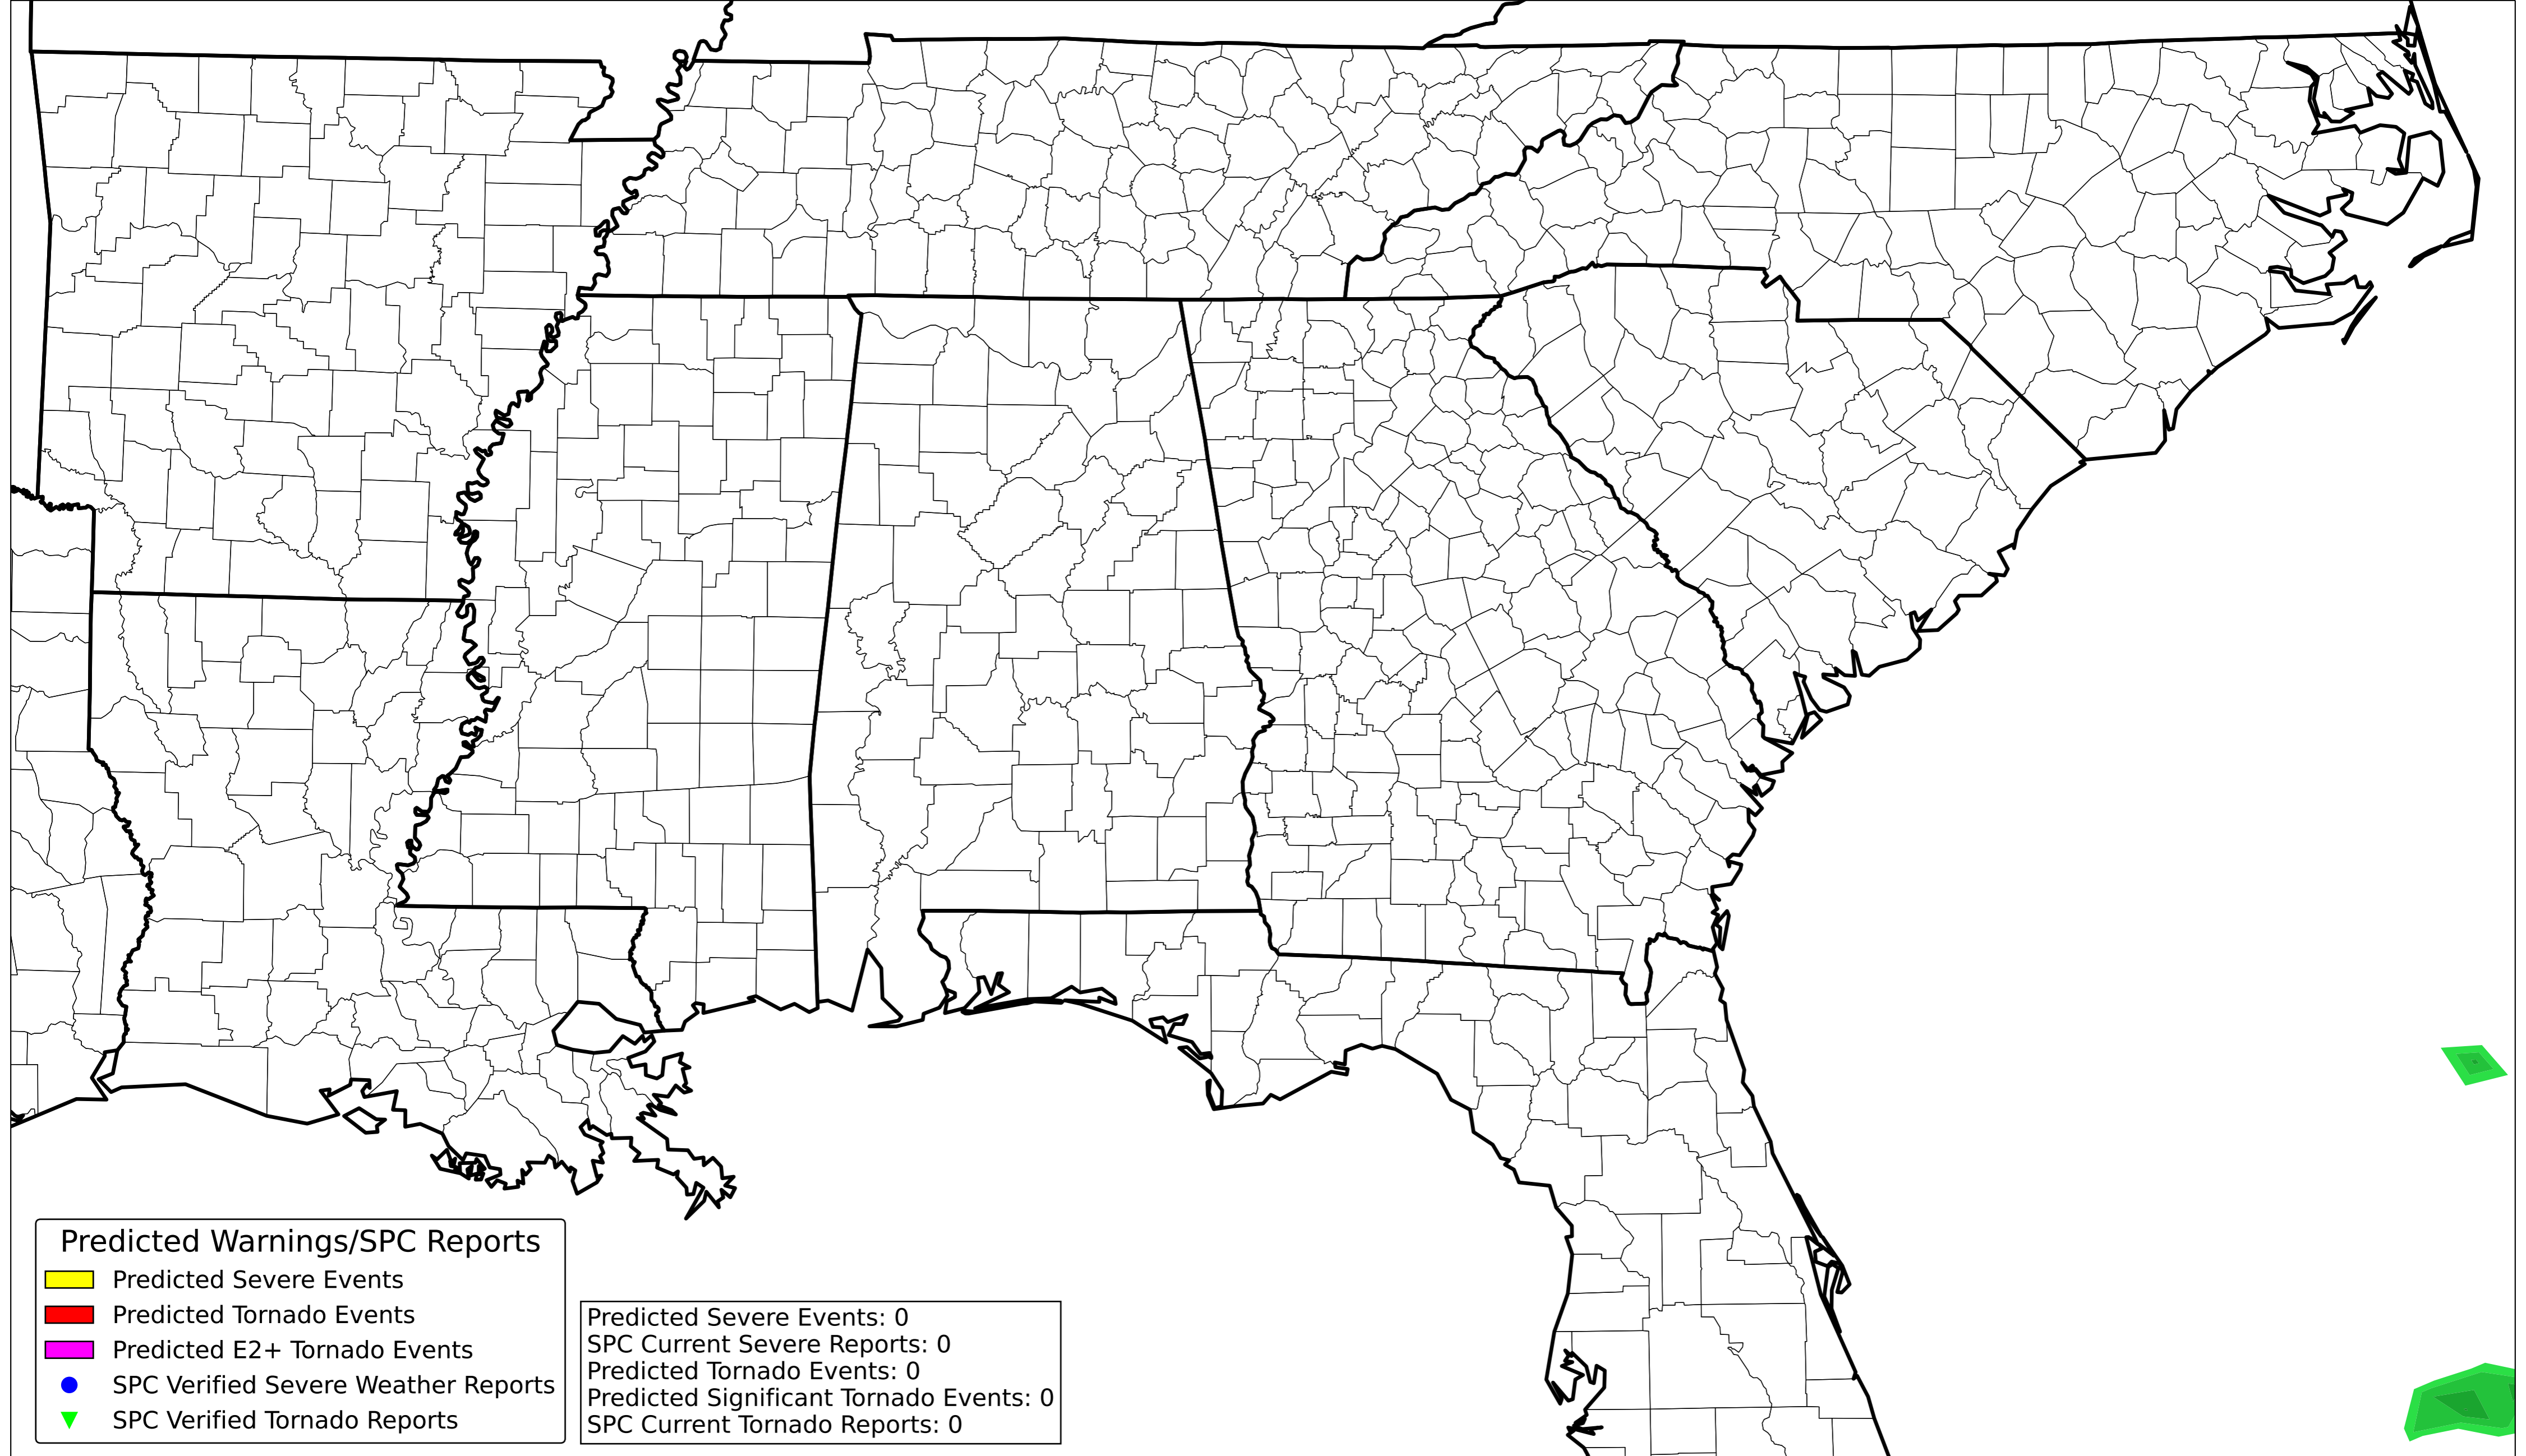 Predicted Warnings/SPC Reports
Predicted Severe Events
Predicted Tornado Events
Predicted E2+ Tornado Events
SPC Verified Severe Weather Reports
SPC Verified Tornado Reports
Predicted Severe Events: 0
SPC Current Severe Reports: 0
Predicted Tornado Events: 0
Predicted Significant Tornado Events: 0
SPC Current Tornado Reports: 0